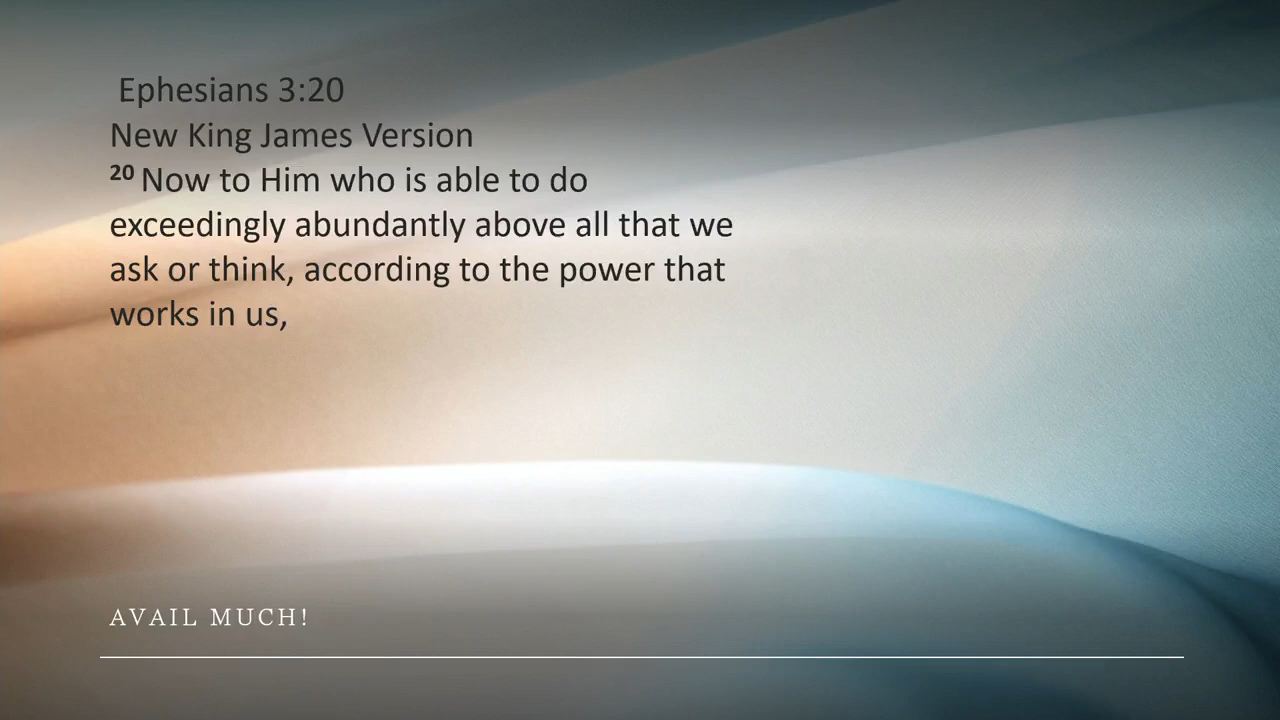 Ephesians 3:20
New King James Version
20 Now to Him who is able to do
exceedingly abundantly above all that we
ask or think, according to the power that
works in us,
AVAIL MUCH!